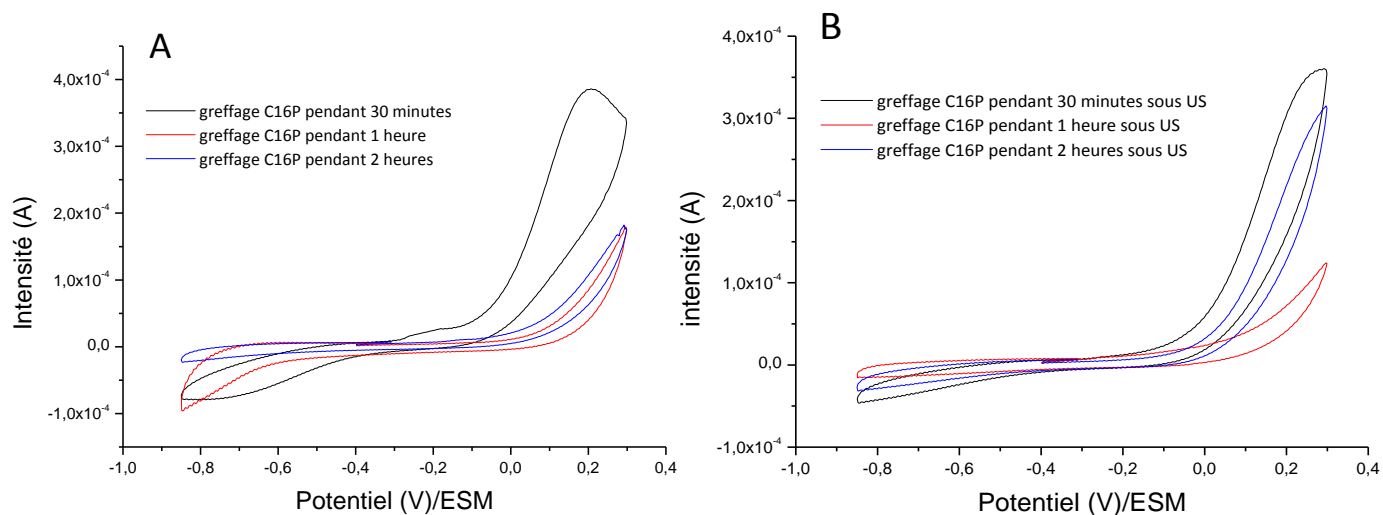 A
4,0x10⁻⁴
3,0x10⁻⁴
2,0x10⁻⁴
1,0x10⁻⁴
0,0
-1,0x10⁻⁴
Intensité (A)
greffage C16P pendant 30 minutes
greffage C16P pendant 1 heure
greffage C16P pendant 2 heures
-1,0 -0,8 -0,6 -0,4 -0,2 0,0 0,2 0,4
Potentiel (V)/ESM
B
4,0x10⁻⁴
3,0x10⁻⁴
2,0x10⁻⁴
1,0x10⁻⁴
0,0
-1,0x10⁻⁴
intensité (A)
greffage C16P pendant 30 minutes sous US
greffage C16P pendant 1 heure sous US
greffage C16P pendant 2 heures sous US
-1,0 -0,8 -0,6 -0,4 -0,2 0,0 0,2 0,4
Potentiel (V)/ESM